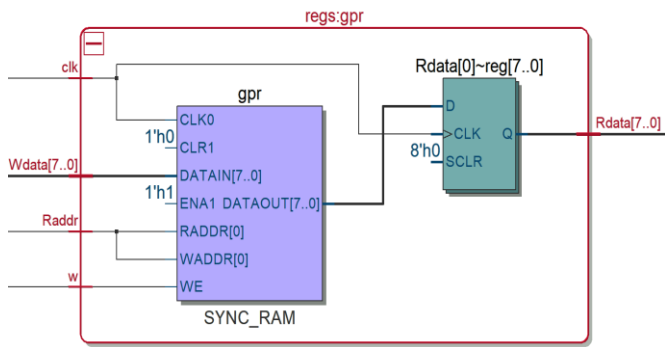 regs:gpr
clk
gpr
Rdata[0]~reg[7..0]
CLK0
1'h0
CLR1
Wdata[7..0]
DATAIN[7..0]
1'h1
ENA1 DATAOUT[7..0]
Raddr
RADDR[0]
WADDR[0]
w
WE
SYNC_RAM
D
>CLK Q
8'h0
SCLR
Rdata[7..0]